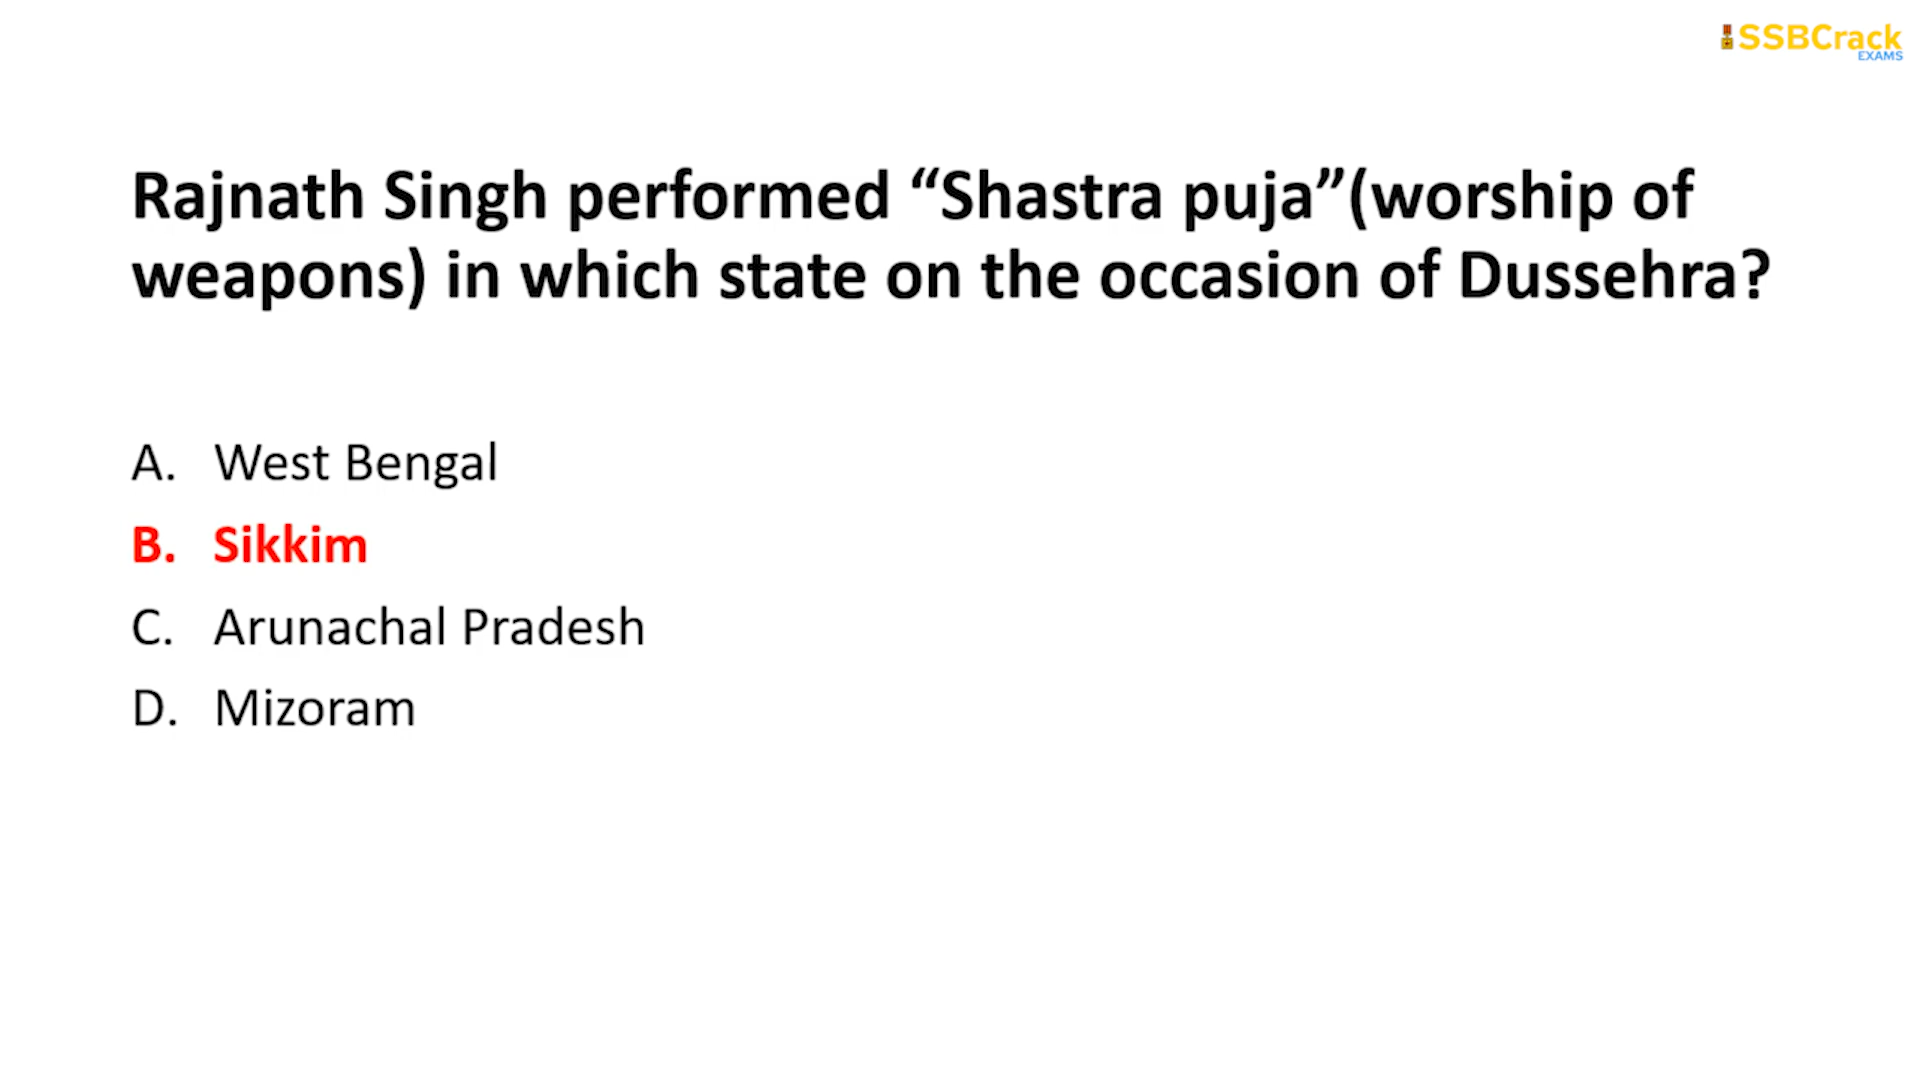 SSBCrack
EXAMS
Rajnath Singh performed “Shastra puja”(worship of
weapons) in which state on the occasion of Dussehra?
A. West Bengal
B. Sikkim
C. Arunachal Pradesh
D. Mizoram